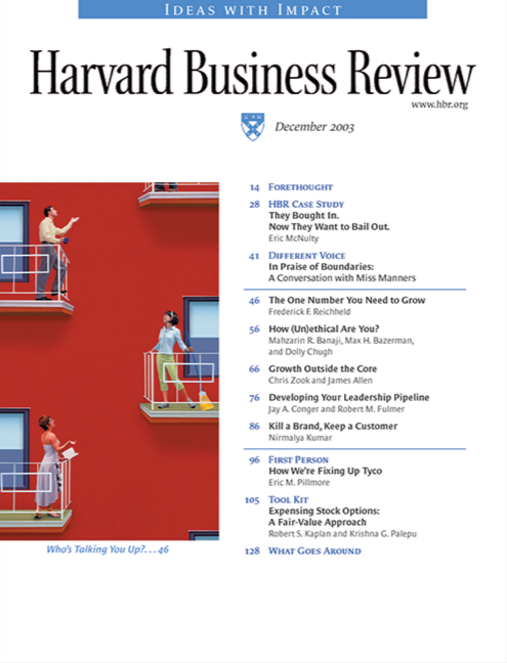 IDEAS WITH IMPACT
Harvard Business Review
www.hbr.org
December 2003
14 FORETHOUGHT
28 HBR CASE STUDY
They Bought In.
Now They Want to Bail Out.
Eric McNulty
41 DIFFERENT VOICE
In Praise of Boundaries:
A Conversation with Miss Manners
46 The One Number You Need to Grow
Frederick F. Reichheld
56 How (Un)ethical Are You?
Mahzarin R. Banaji, Max H. Bazerman,
and Dolly Chugh
66 Growth Outside the Core
Chris Zook and James Allen
76 Developing Your Leadership Pipeline
Jay A. Conger and Robert M. Fulmer
86 Kill a Brand, Keep a Customer
Nirmalya Kumar
96 FIRST PERSON
How We're Fixing Up Tyco
Eric M. Pillmore
105 TOOL KIT
Expensing Stock Options:
A Fair-Value Approach
Robert S. Kaplan and Krishna G. Palepu
128 WHAT GOES AROUND
Who's Talking You Up?...46